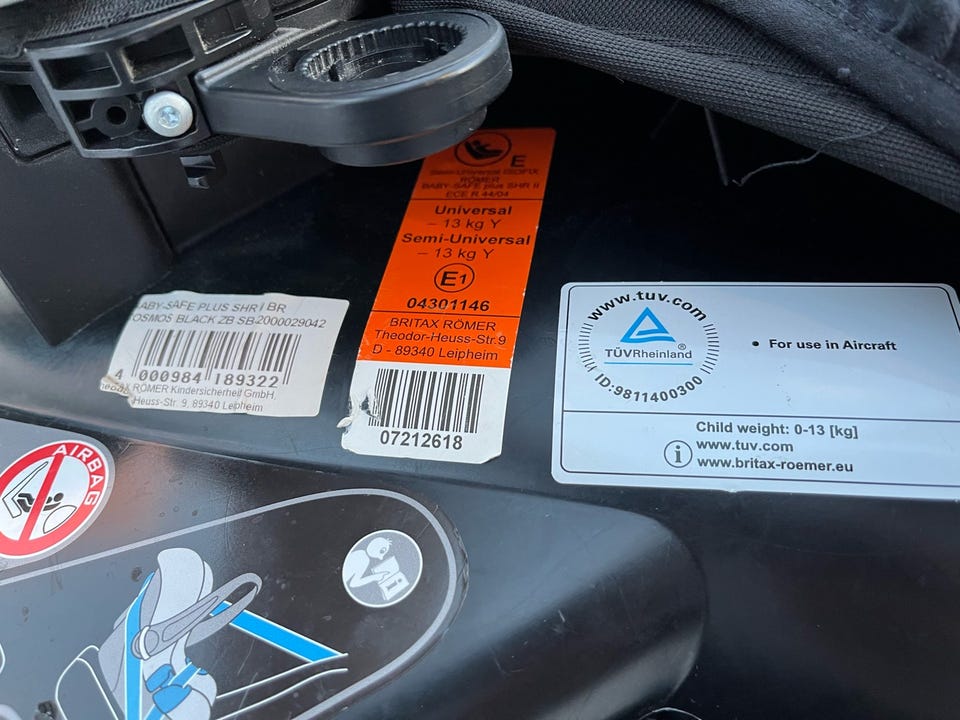 E
Semi-Universal ISOFIX
RÖMER
BABY-SAFE plus SHR II
ECE R 44/04
Universal
– 13 kg Y
Semi-Universal
– 13 kg Y
E1
04301146
BRITAX RÖMER
Theodor-Heuss-Str.9
D - 89340 Leipheim
07212618
ABY-SAFE PLUS SHR I BR
OSMOS BLACK ZB SB 2000029042
4 000984 189322
RÖMER Kindersicherheit GmbH,
Heuss-Str. 9, 89340 Leipheim
www.tuv.com
TÜVRheinland®
ID:9811400300
• For use in Aircraft
Child weight: 0-13 [kg]
i www.tuv.com
www.britax-roemer.eu
AIRBAG
i